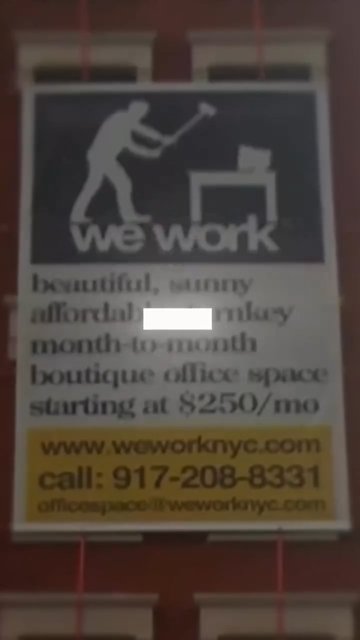 we work
beautiful, sunny
month-to-month
boutique office space
starting at $250/mo
www.weworknyc.com
call: 917-208-8331
officespace@weworknyc.com